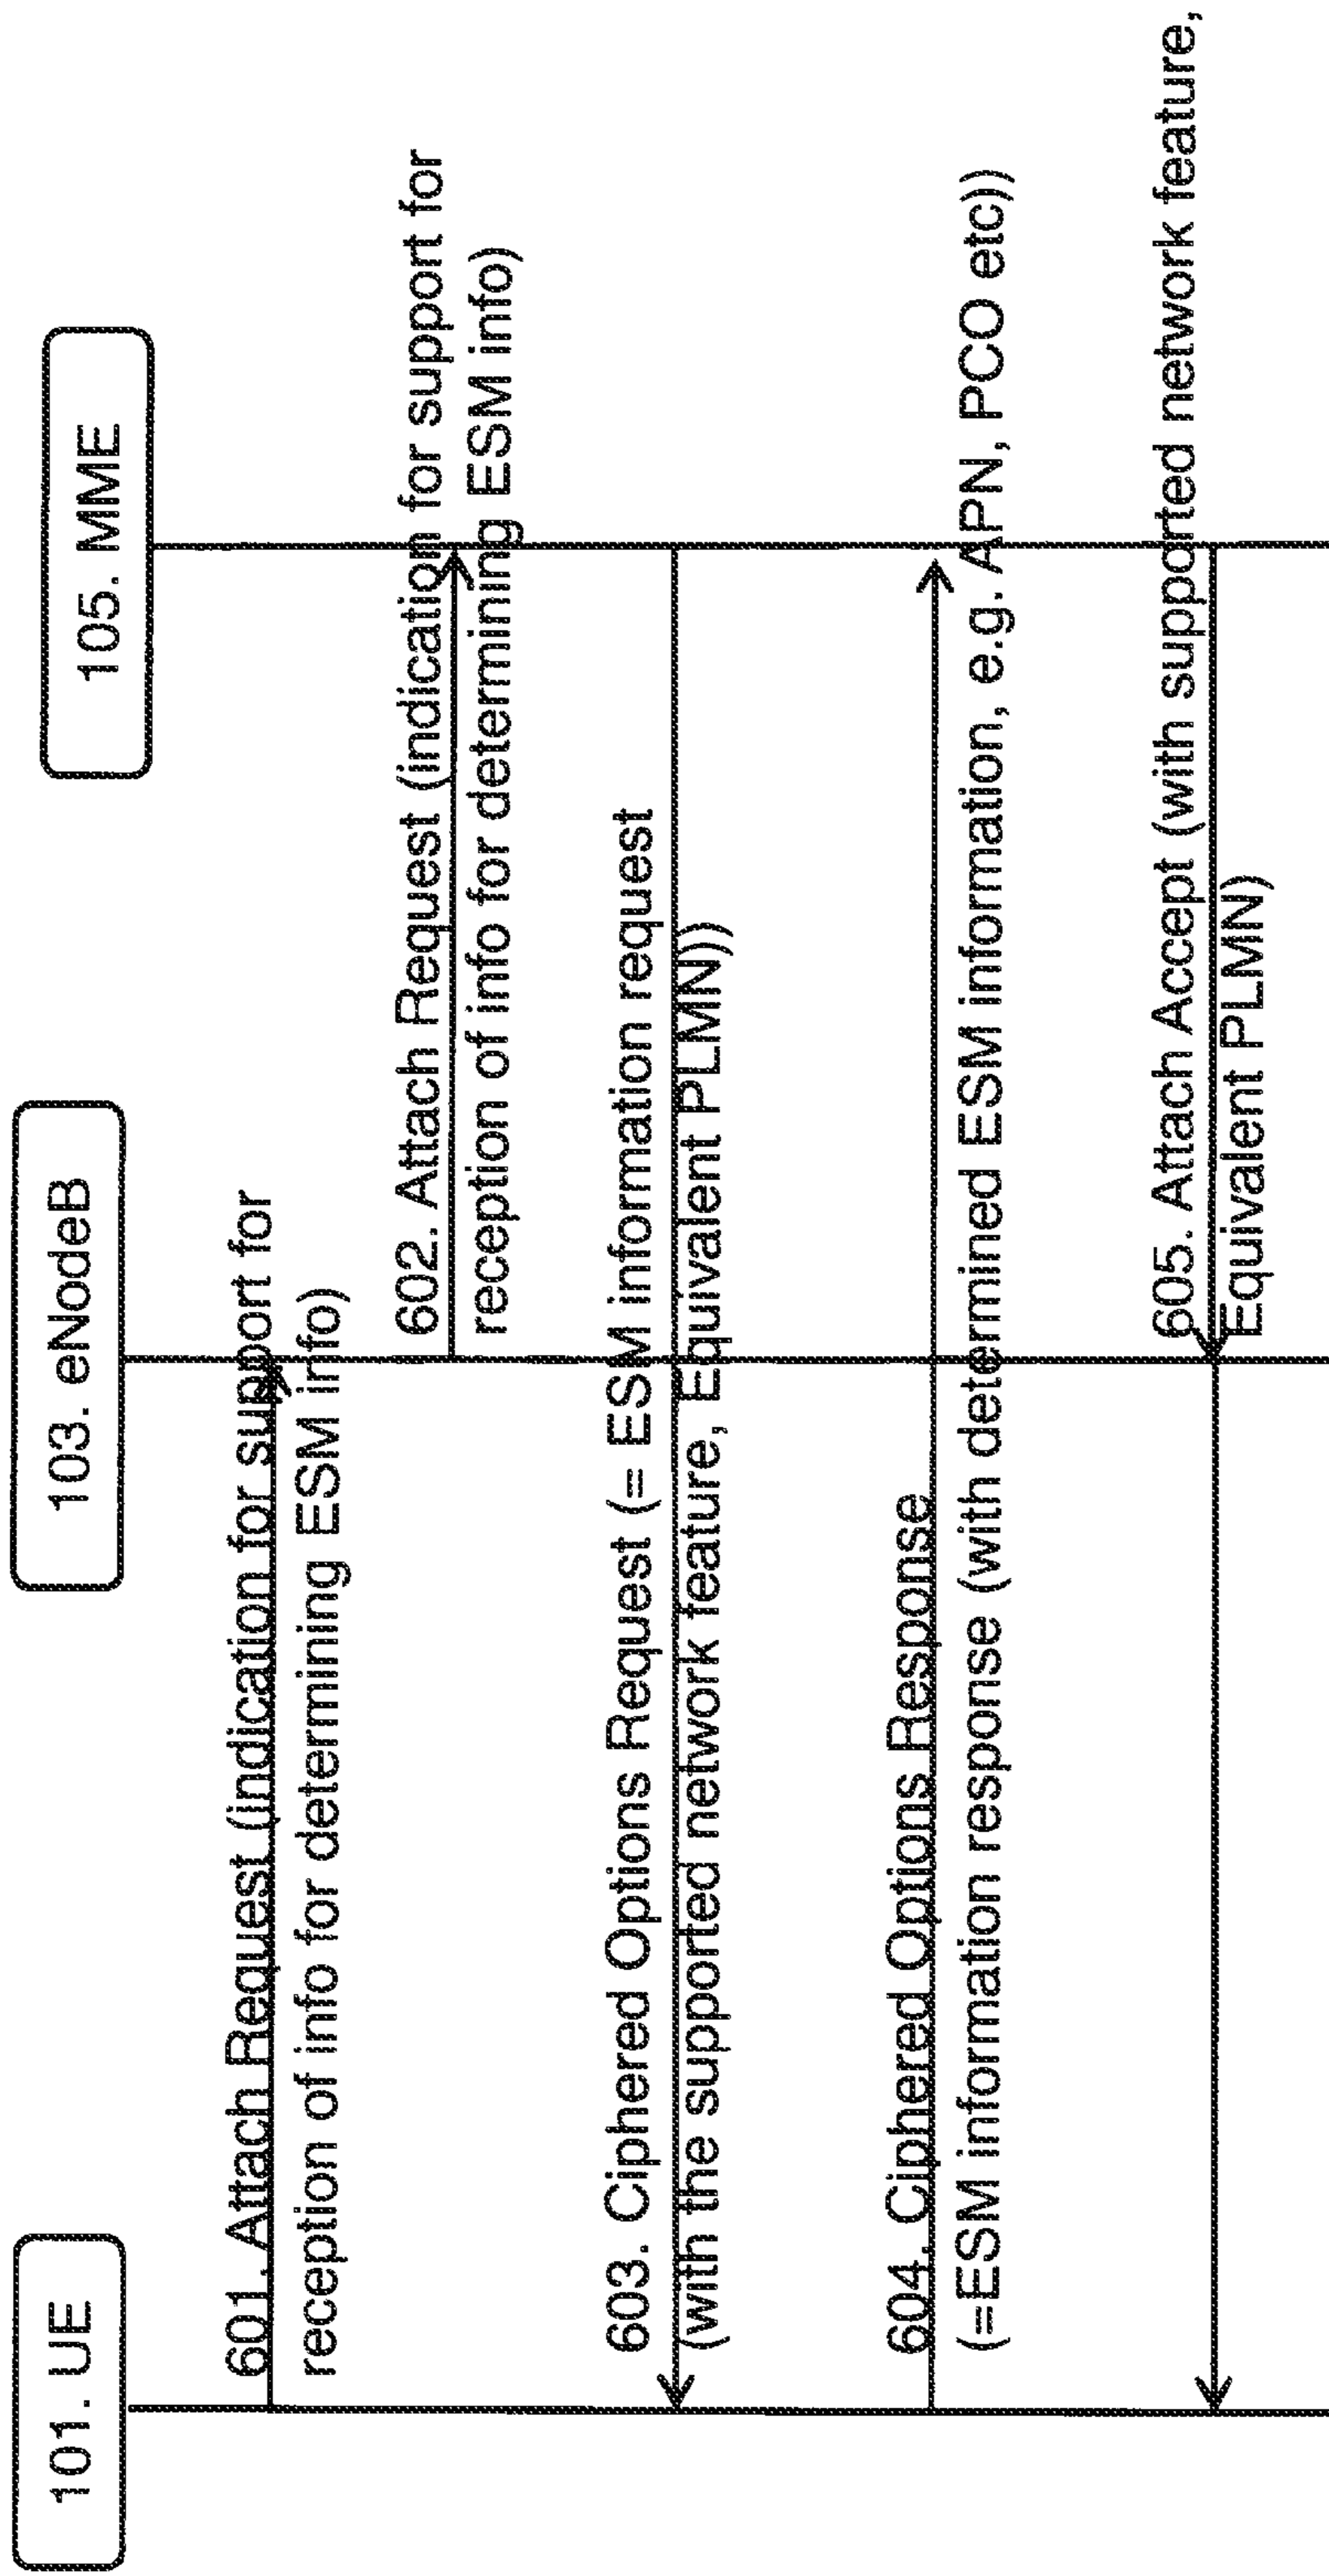 101. UE
103. eNodeB
105. MME
601. Attach Request (indication for support for
reception of info for determining ESM info)
602. Attach Request (indication for support for
reception of info for determining ESM info)
603. Ciphered Options Request (= ESM information request
(with the supported network feature, Equivalent PLMN))
604. Ciphered Options Response
(=ESM information response (with determined ESM information, e.g. APN, PCO etc))
605. Attach Accept (with supported network feature,
Equivalent PLMN)